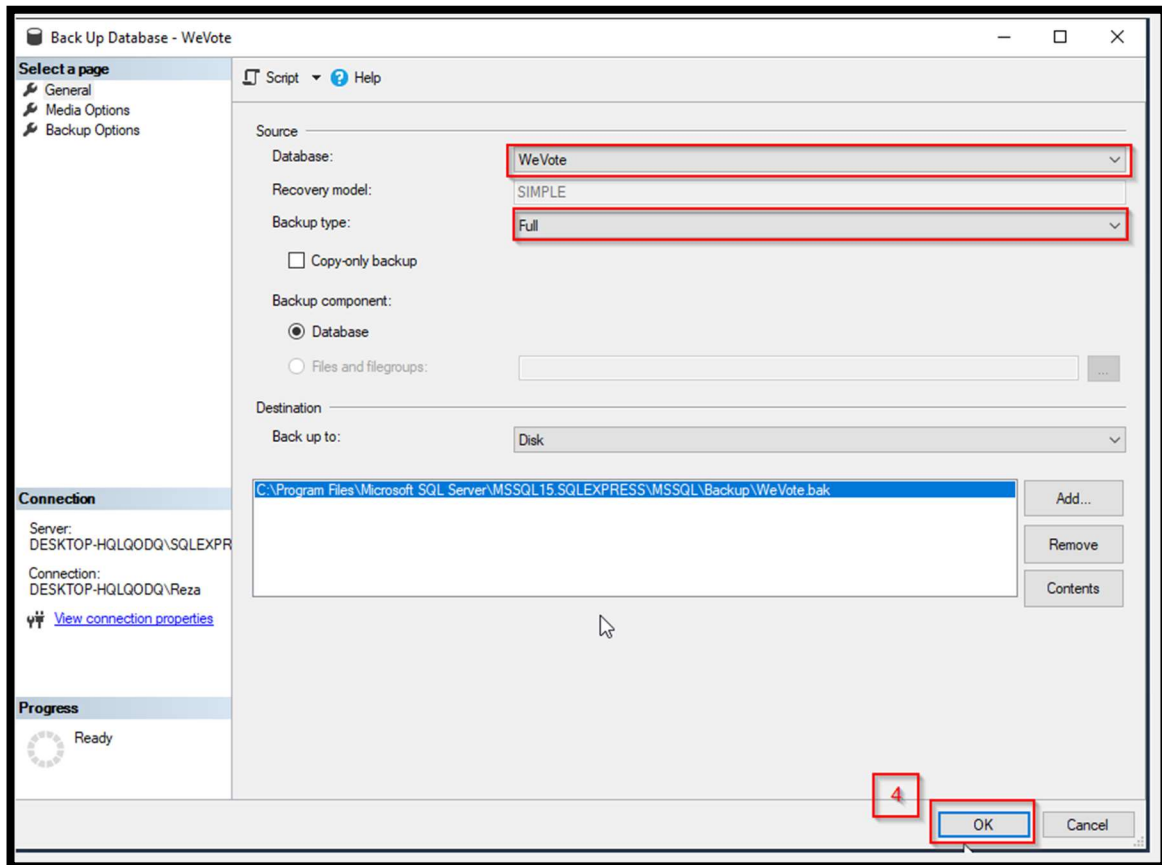 Back Up Database - WeVote
Select a page
General
Media Options
Backup Options
Script
Help
Source
Database:
WeVote
Recovery model:
SIMPLE
Backup type:
Full
Copy-only backup
Backup component:
Database
Files and filegroups:
...
Destination
Back up to:
Disk
C:\Program Files\Microsoft SQL Server\MSSQL15.SQLEXPRESS\MSSQL\Backup\WeVote.bak
Add...
Remove
Contents
Connection
Server:
DESKTOP-HQLQODQ\SQLEXPR
Connection:
DESKTOP-HQLQODQ\Reza
View connection properties
Progress
Ready
4
OK
Cancel